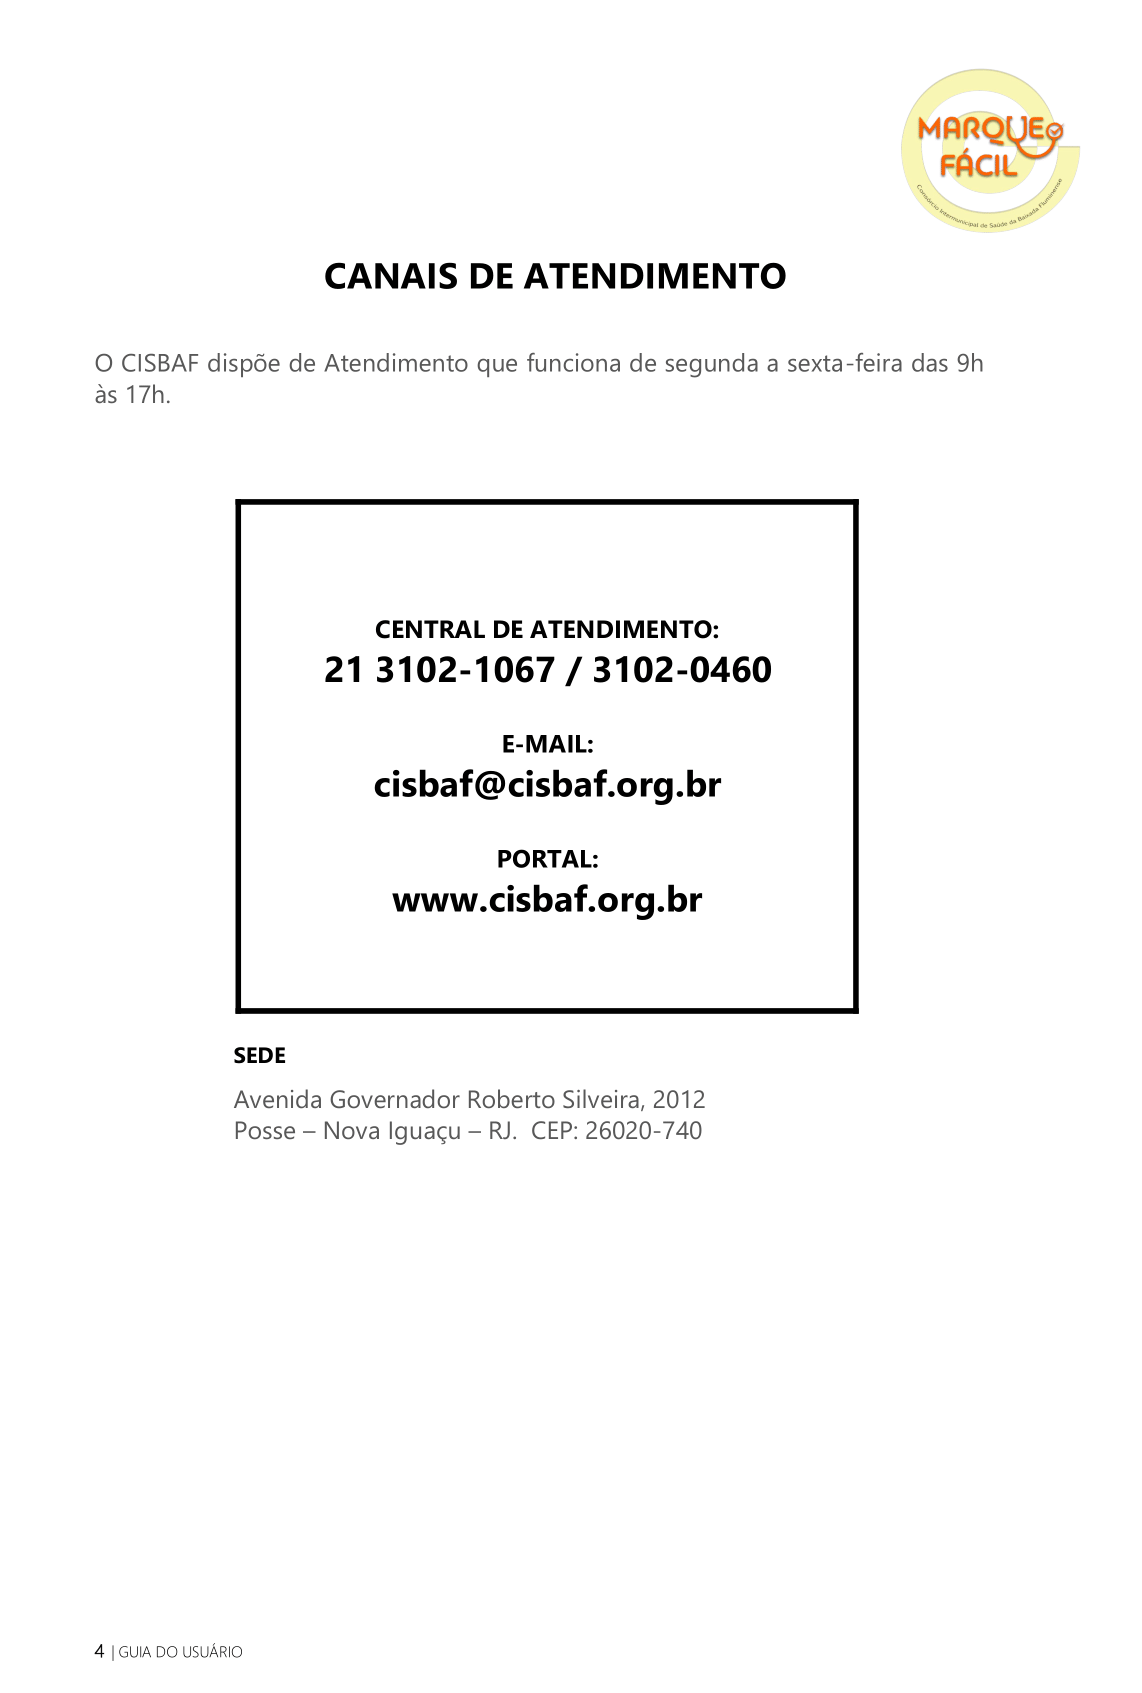 MARQUE
FÁCIL
Consórcio Intermunicipal de Saúde da Baixada Fluminense
CANAIS DE ATENDIMENTO
O CISBAF dispõe de Atendimento que funciona de segunda a sexta-feira das 9h
às 17h.
CENTRAL DE ATENDIMENTO:
21 3102-1067 / 3102-0460
E-MAIL:
cisbaf@cisbaf.org.br
PORTAL:
www.cisbaf.org.br
SEDE
Avenida Governador Roberto Silveira, 2012
Posse – Nova Iguaçu – RJ.  CEP: 26020-740
4 | GUIA DO USUÁRIO